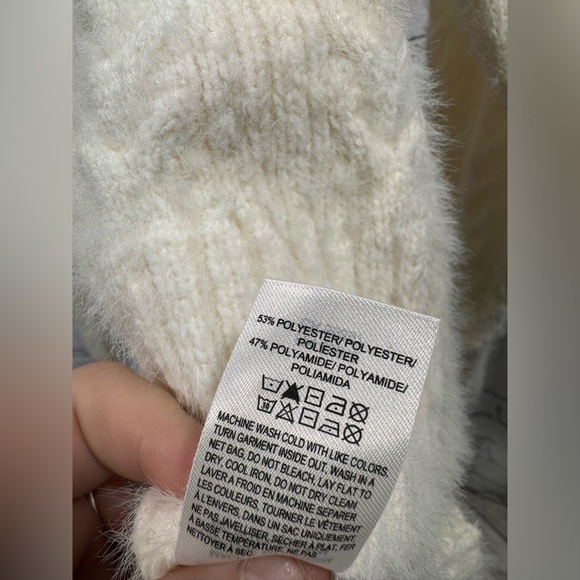 53% POLYESTER/ POLYESTER/
POLIÉSTER
47% POLYAMIDE/ POLYAMIDE/
POLIAMIDA
MACHINE WASH COLD WITH LIKE COLORS,
TURN GARMENT INSIDE OUT, WASH IN A
NET BAG, DO NOT BLEACH, LAY FLAT TO
DRY, COOL IRON, DO NOT DRY CLEAN
LAVER A FROID EN MACHINE SEPARER
LES COULEURS, TOURNER LE VÊTEMENT
À L'ENVERS, DANS UN SAC UNIQUEMENT,
NE PAS JAVELLISER, SÉCHER À PLAT, FER
À BASSE TEMPÉRATURE, NE PAS
NETTOYER À SEC